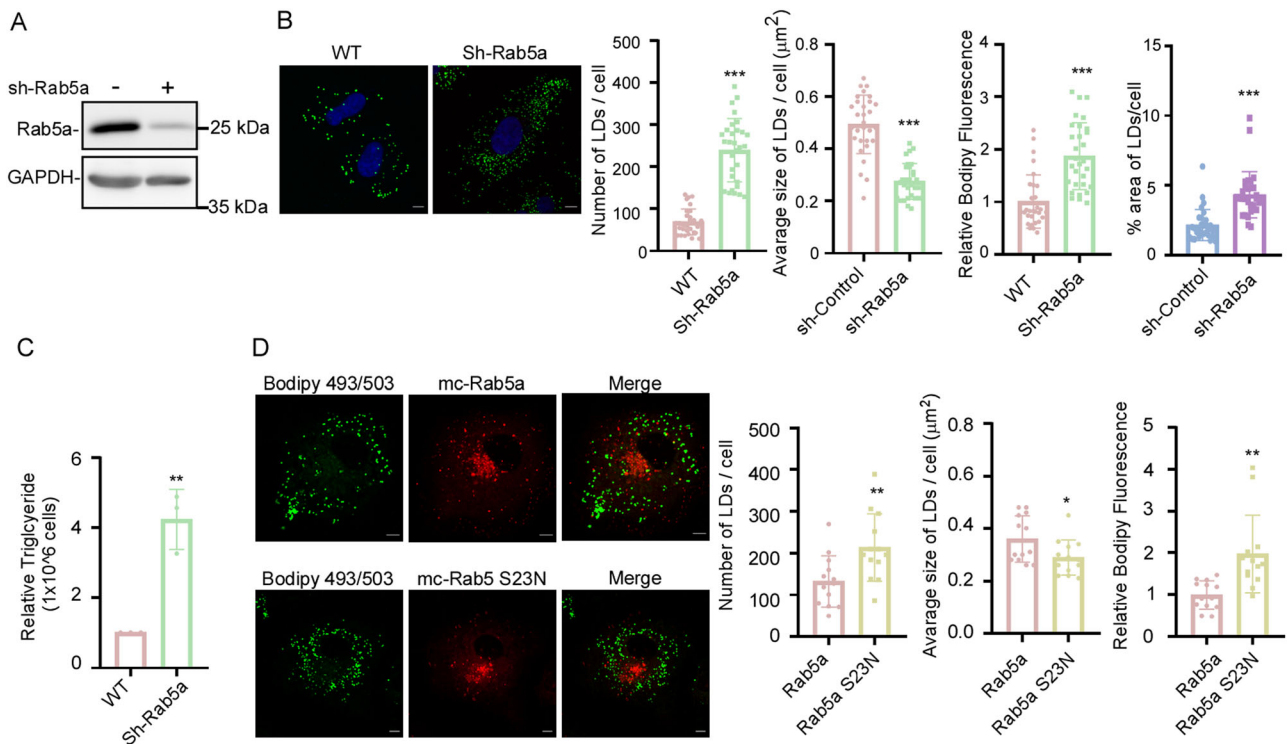 A
sh-Rab5a
-
+
Rab5a-
25 kDa
GAPDH-
35 kDa
B
WT
Sh-Rab5a
Number of LDs / cell
500
400
300
200
100
0
***
WT
Sh-Rab5a
Avarage size of LDs / cell (μm²)
0.8
0.6
0.4
0.2
0
***
sh-Control
sh-Rab5a
Relative Bodipy Fluorescence
4
3
2
1
0
***
WT
Sh-Rab5a
% area of LDs/cell
15
10
5
0
***
sh-Control
sh-Rab5a
C
Relative Triglcyeride
(1x10^6 cells)
6
4
2
0
**
WT
Sh-Rab5a
D
Bodipy 493/503
mc-Rab5a
Merge
Bodipy 493/503
mc-Rab5 S23N
Merge
Number of LDs / cell
500
400
300
200
100
0
**
Rab5a
Rab5a S23N
Avarage size of LDs / cell (μm²)
0.8
0.6
0.4
0.2
0.0
*
Rab5a
Rab5a S23N
Relative Bodipy Fluorescence
5
4
3
2
1
0
**
Rab5a
Rab5a S23N